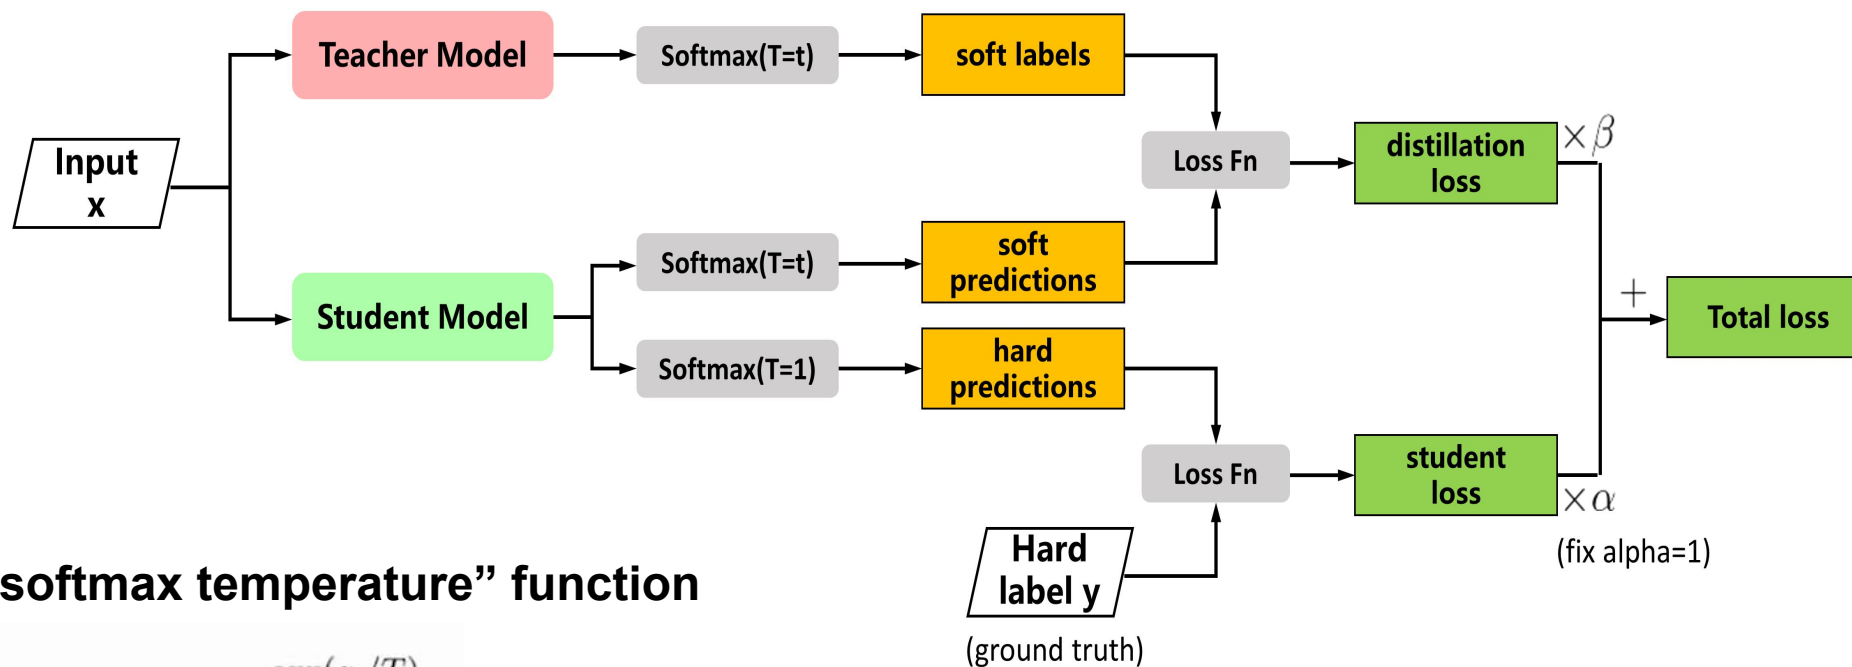 Teacher Model
Softmax(T=t)
soft labels
Input
x
Loss Fn
distillation
loss
×β
Student Model
Softmax(T=t)
soft
predictions
Softmax(T=1)
hard
predictions
+
Total loss
Loss Fn
student
loss
×α
(fix alpha=1)
Hard
label y
(ground truth)
softmax temperature” function